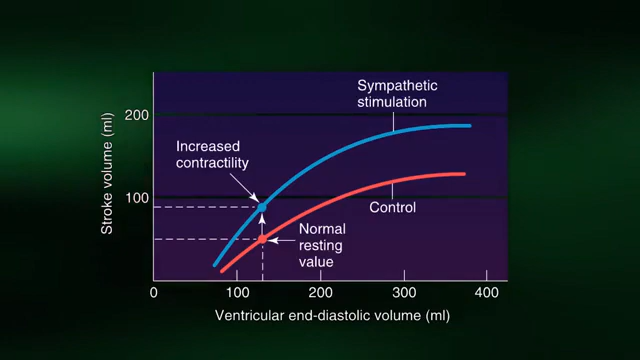 Sympathetic
stimulation
200
Increased
contractility
Stroke volume (ml)
100
Control
Normal
resting
value
0
100
200
300
400
Ventricular end-diastolic volume (ml)